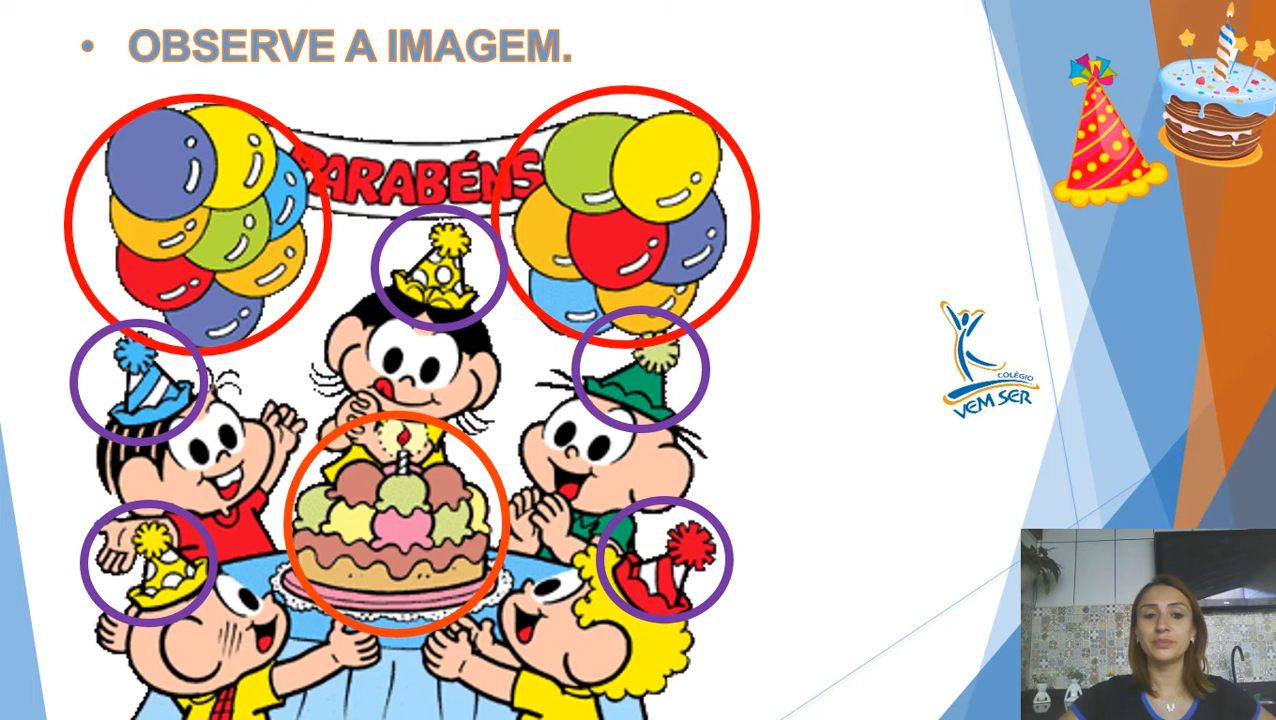 • OBSERVE A IMAGEM.
PARABÉNS
COLÉGIO
VEM SER